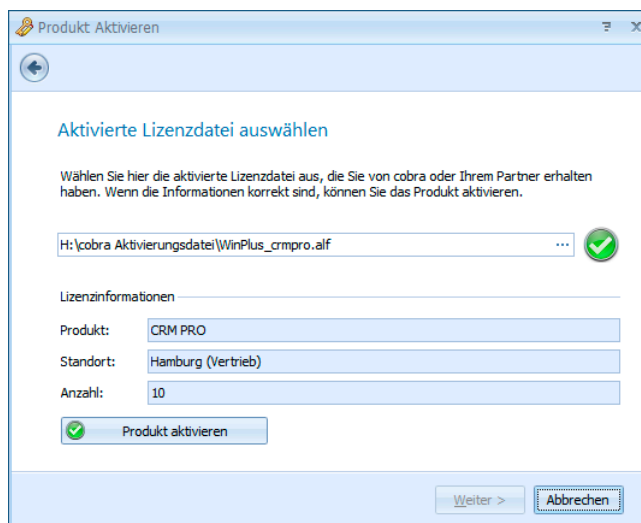 Produkt Aktivieren
Aktivierte Lizenzdatei auswählen
Wählen Sie hier die aktivierte Lizenzdatei aus, die Sie von cobra oder Ihrem Partner erhalten
haben. Wenn die Informationen korrekt sind, können Sie das Produkt aktivieren.
H:\cobra Aktivierungsdatei\WinPlus_crmpro.alf ...
Lizenzinformationen
Produkt: CRM PRO
Standort: Hamburg (Vertrieb)
Anzahl: 10
Produkt aktivieren
Weiter > Abbrechen